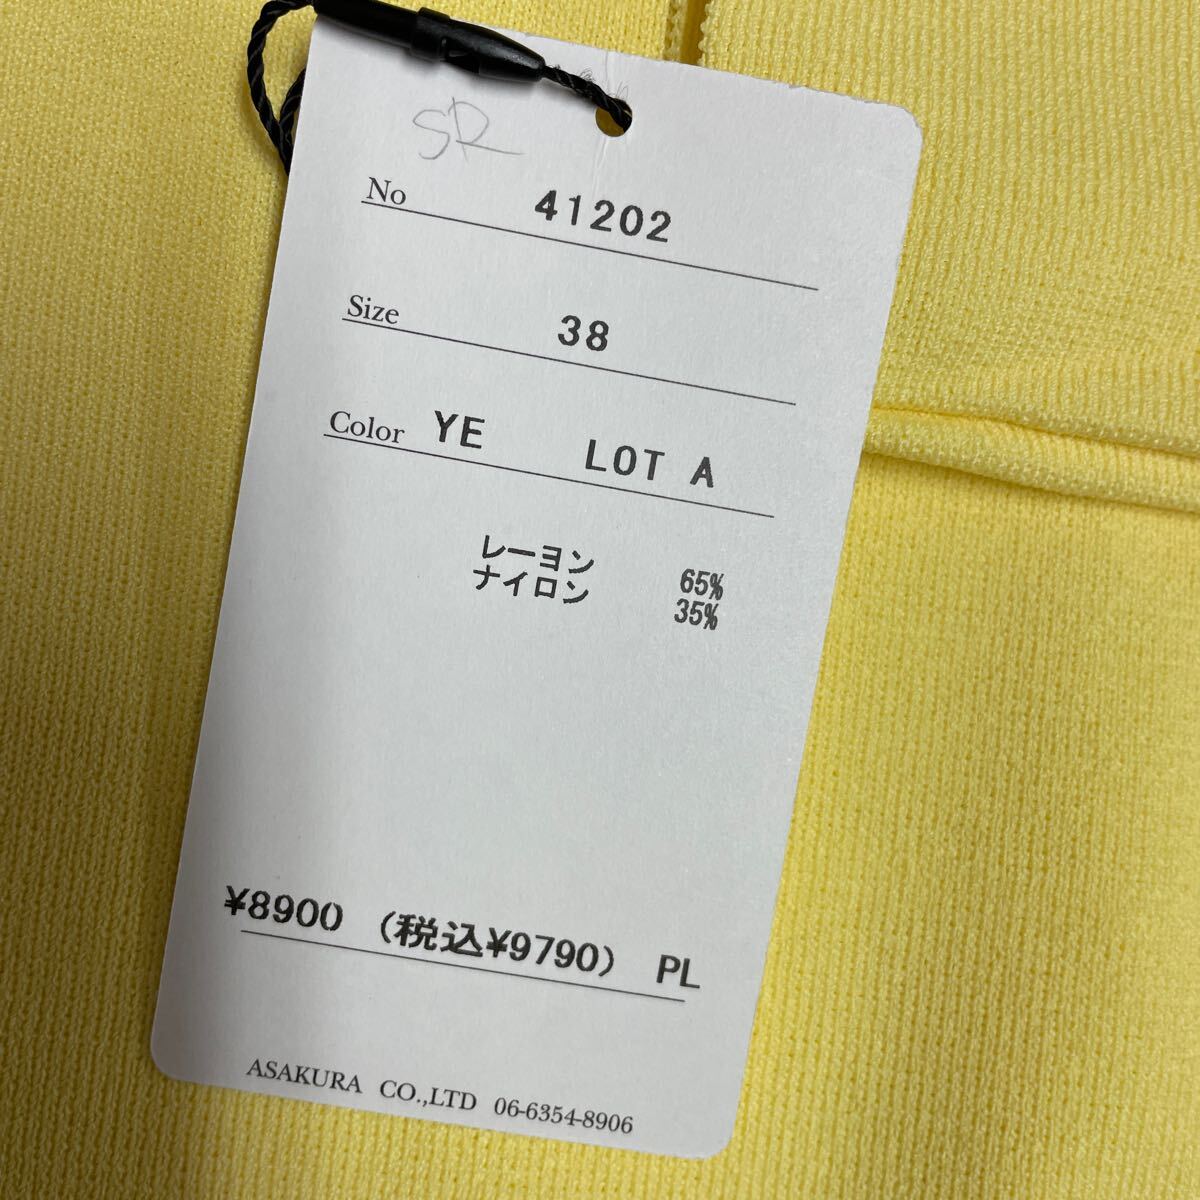 SR
No 41202
Size 38
Color YE LOT A
レーヨン 65%
ナイロン 35%
¥8900 (税込¥9790) PL
ASAKURA CO.,LTD 06-6354-8906